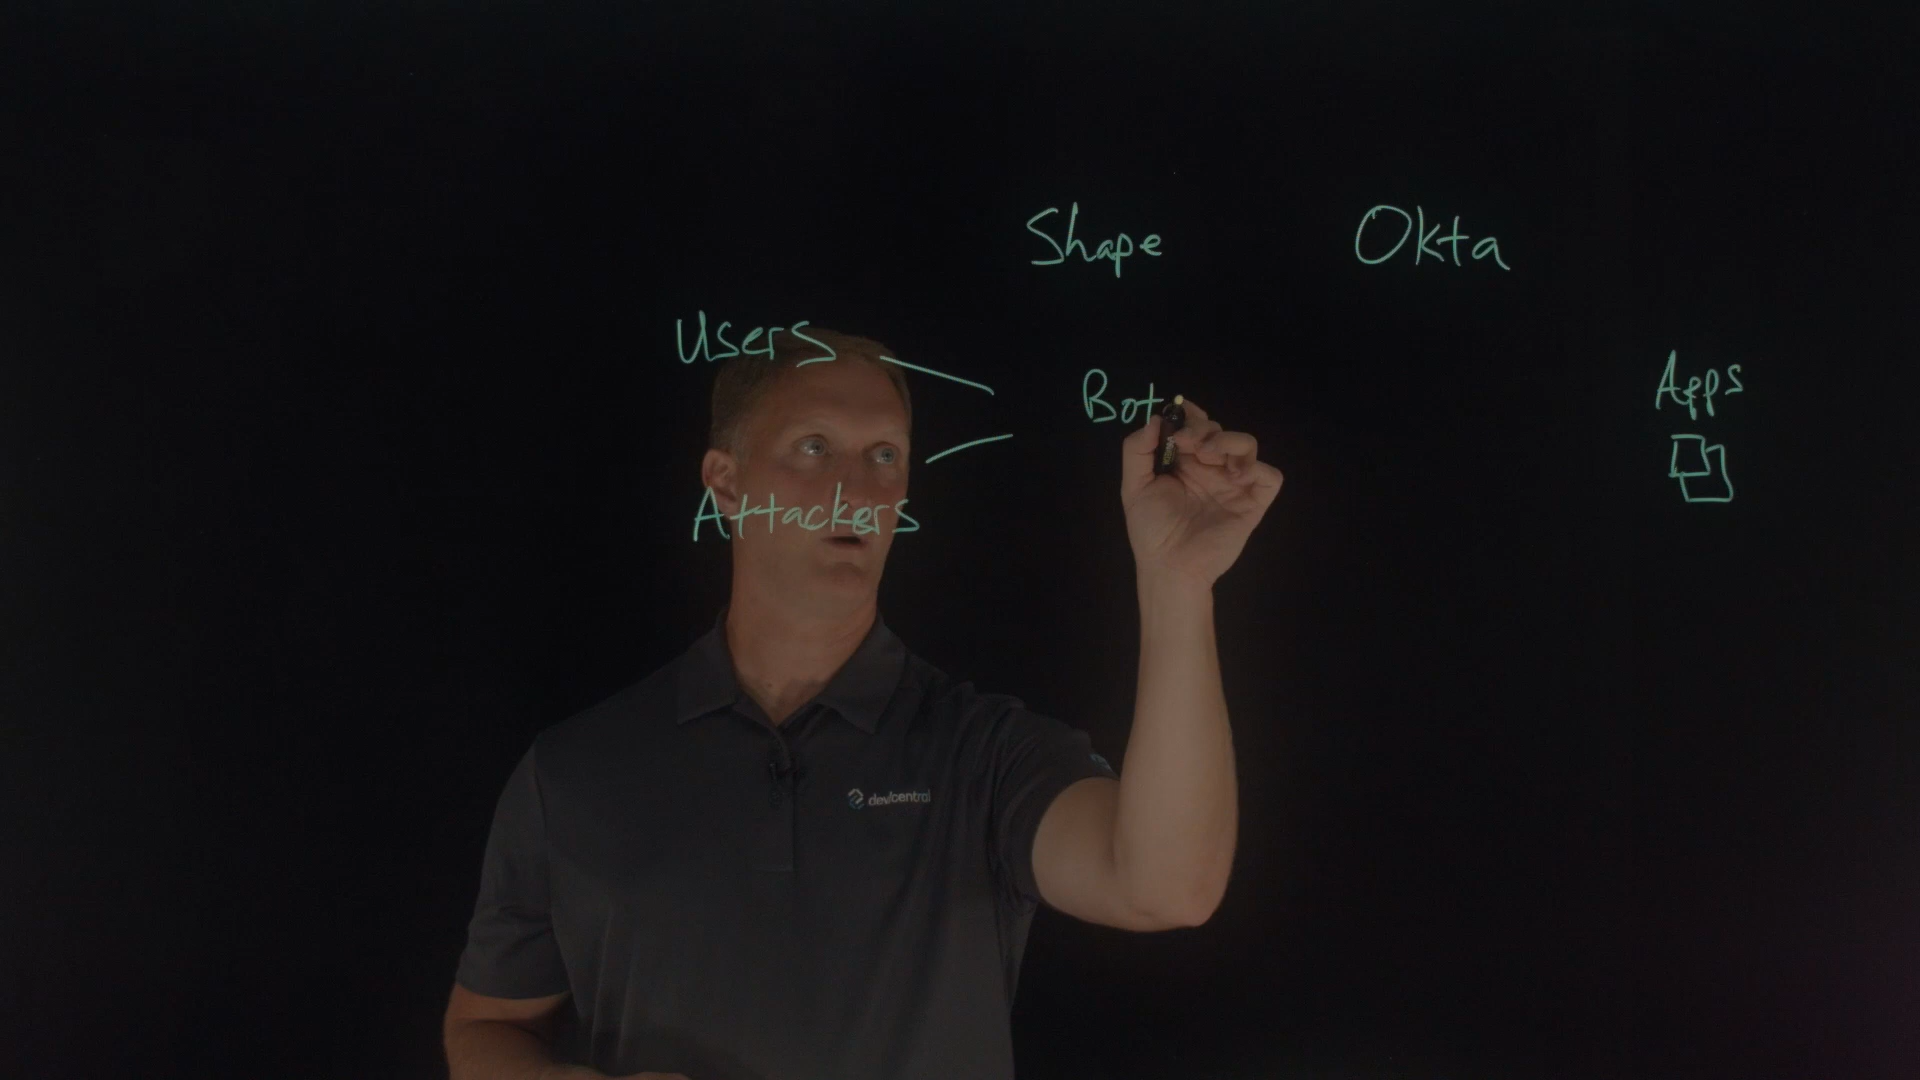 Shape Okta
Users
Bot
Apps
Attackers
devcentral